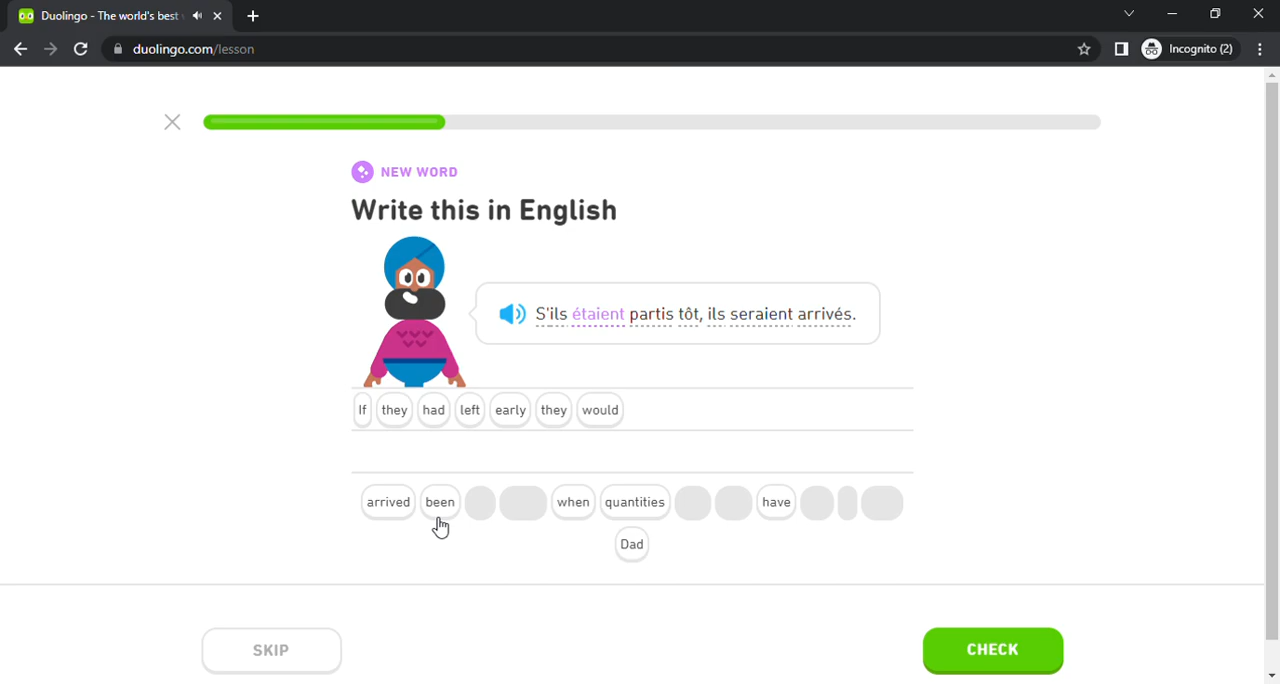 Duolingo - The world's best
duolingo.com/lesson
Incognito (2)
NEW WORD
Write this in English
S'ils étaient partis tôt, ils seraient arrivés.
If they had left early they would
arrived been when quantities have
Dad
SKIP
CHECK